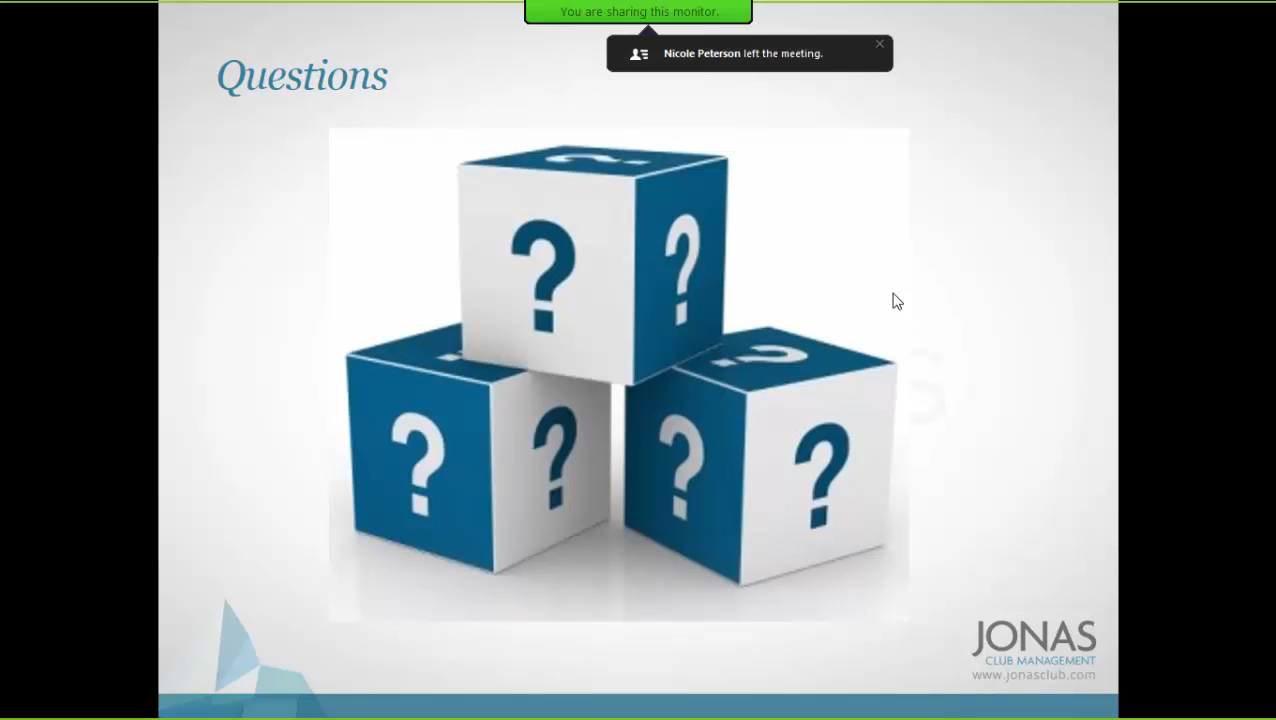 You are sharing this monitor.
Nicole Peterson left the meeting.
Questions
?
?
?
?
?
?
?
?
?
JONAS
CLUB MANAGEMENT
www.jonasclub.com